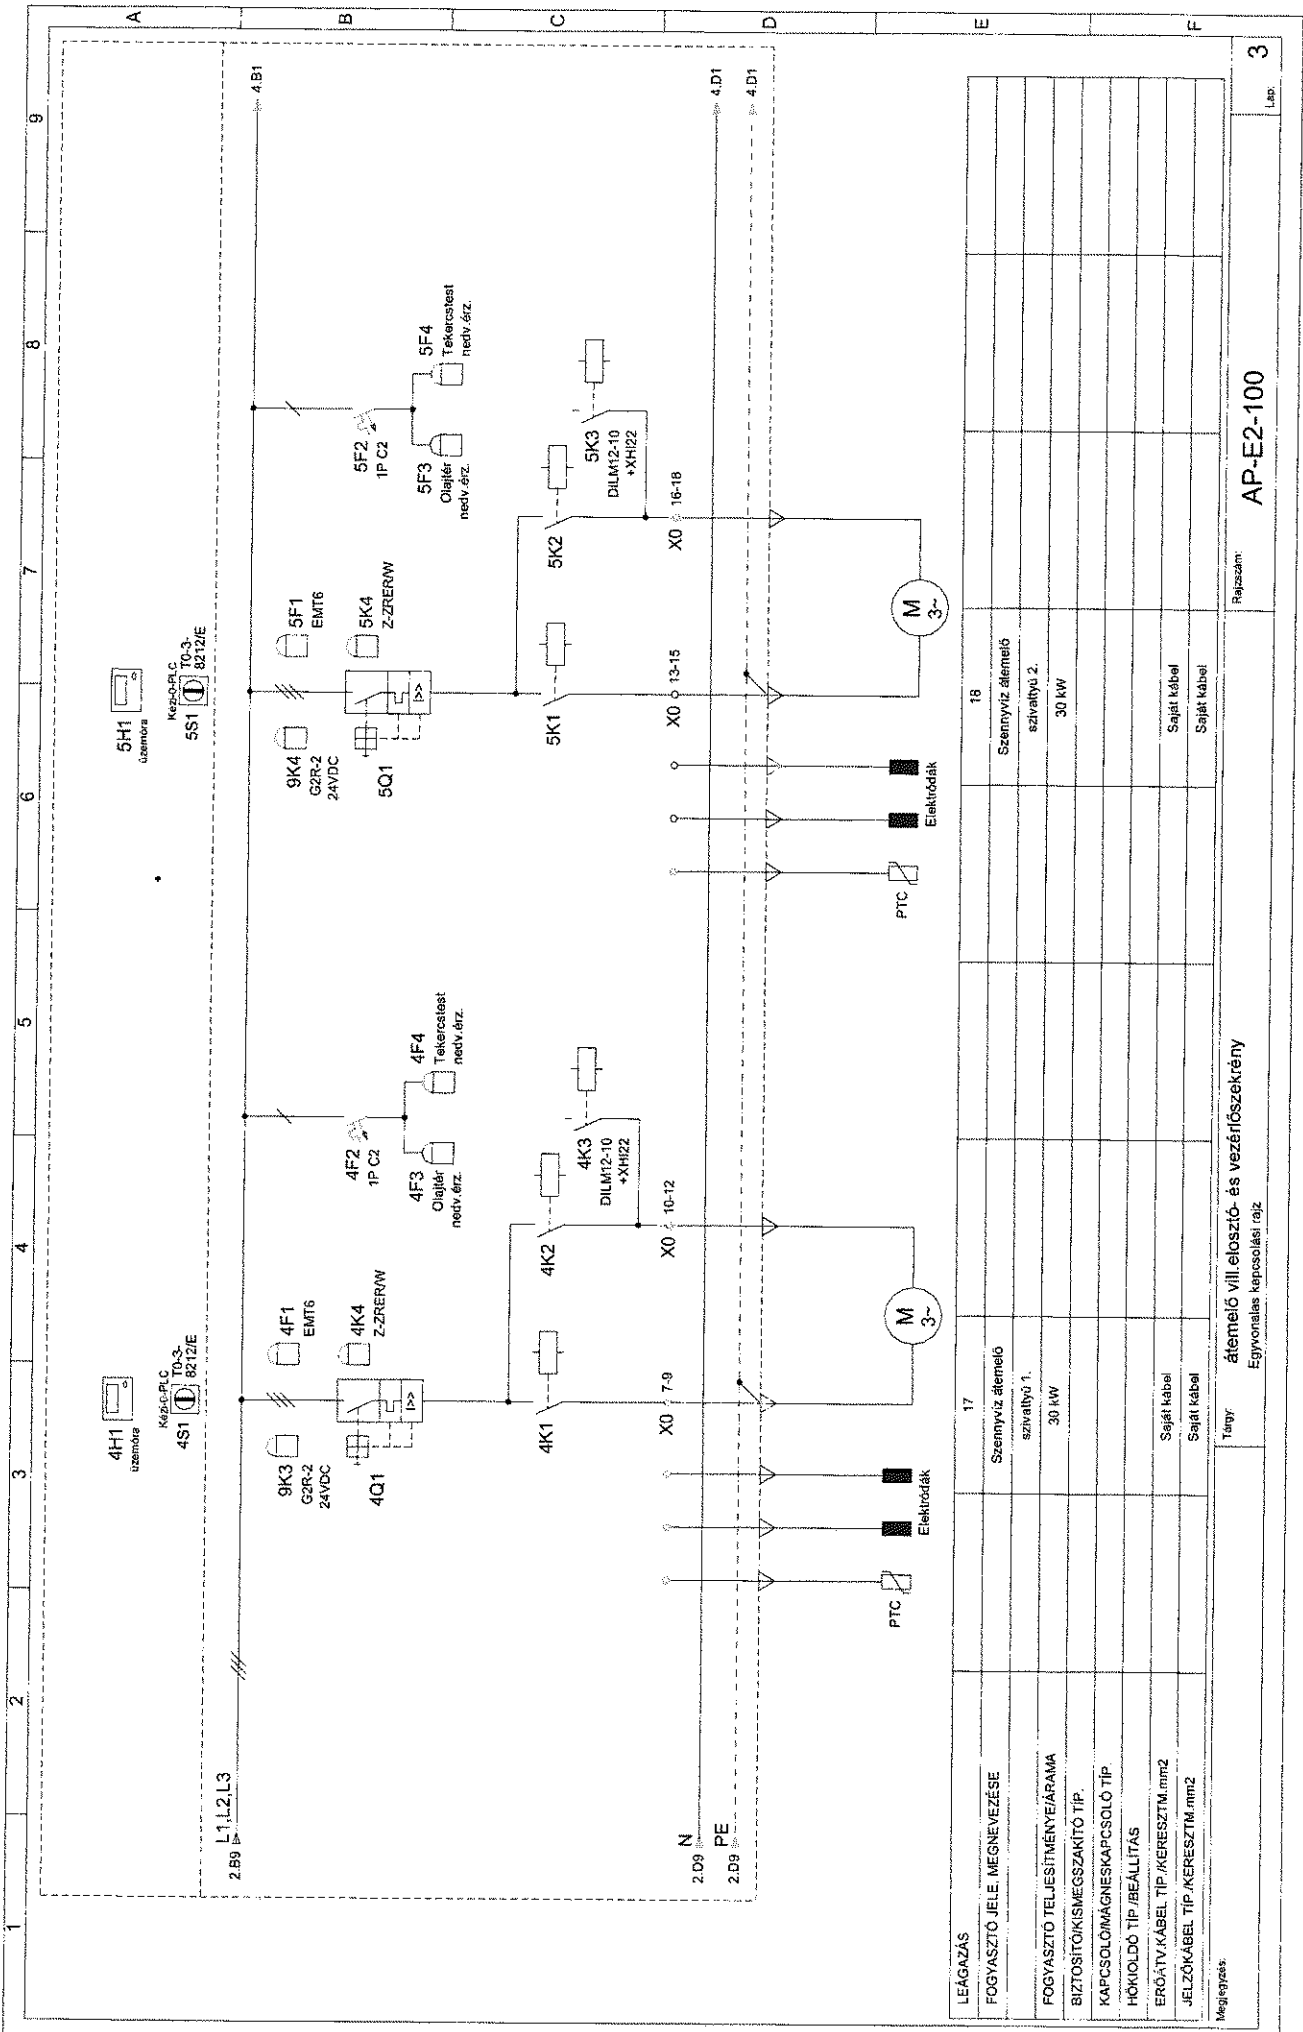 1
2
3
4
5
6
7
8
9
A
B
C
D
E
F
4H1
üzemóra
Kézi-0-PLC
4S1
T0-3-
8212/E
5H1
üzemóra
Kézi-0-PLC
5S1
T0-3-
8212/E
2.B9
L1,L2,L3
4.B1
9K3
G2R-2
24VDC
4F1
EMT6
4K4
Z-ZRER/W
4Q1
I>>
4F2
1P C2
4F3
Olajtér
nedv.érz.
4F4
Tekercstest
nedv.érz.
9K4
G2R-2
24VDC
5F1
EMT6
5K4
Z-ZRER/W
5Q1
I>>
5F2
1P C2
5F3
Olajtér
nedv.érz.
5F4
Tekercstest
nedv.érz.
4K1
4K2
4K3
DILM12-10
+XHI22
5K1
5K2
5K3
DILM12-10
+XHI22
X0 7-9
X0 10-12
X0 13-15
X0 16-18
2.D9
N
4.D1
2.D9
PE
4.D1
PTC
Elektródák
M
3~
PTC
Elektródák
M
3~
LEÁGAZÁS 17 18
FOGYASZTÓ JELE, MEGNEVEZÉSE Szennyvíz átemelő Szennyvíz átemelő
szivattyú 1. szivattyú 2.
FOGYASZTÓ TELJESÍTMÉNYE/ÁRAMA 30 kW 30 kW
BIZTOSÍTÓ/KISMEGSZAKÍTÓ TÍP.
KAPCSOLÓ/MÁGNESKAPCSOLÓ TÍP.
HŐKIOLDÓ TÍP./BEÁLLÍTÁS
ERŐÁTV.KÁBEL TÍP./KERESZTM.mm2 Saját kábel Saját kábel
JELZŐKÁBEL TÍP./KERESZTM.mm2 Saját kábel Saját kábel
Megjegyzés:
Tárgy:
átemelő vill.elosztó- és vezérlőszekrény
Egyvonalas kapcsolási rajz
Rajzszám:
AP-E2-100
Lap:
3